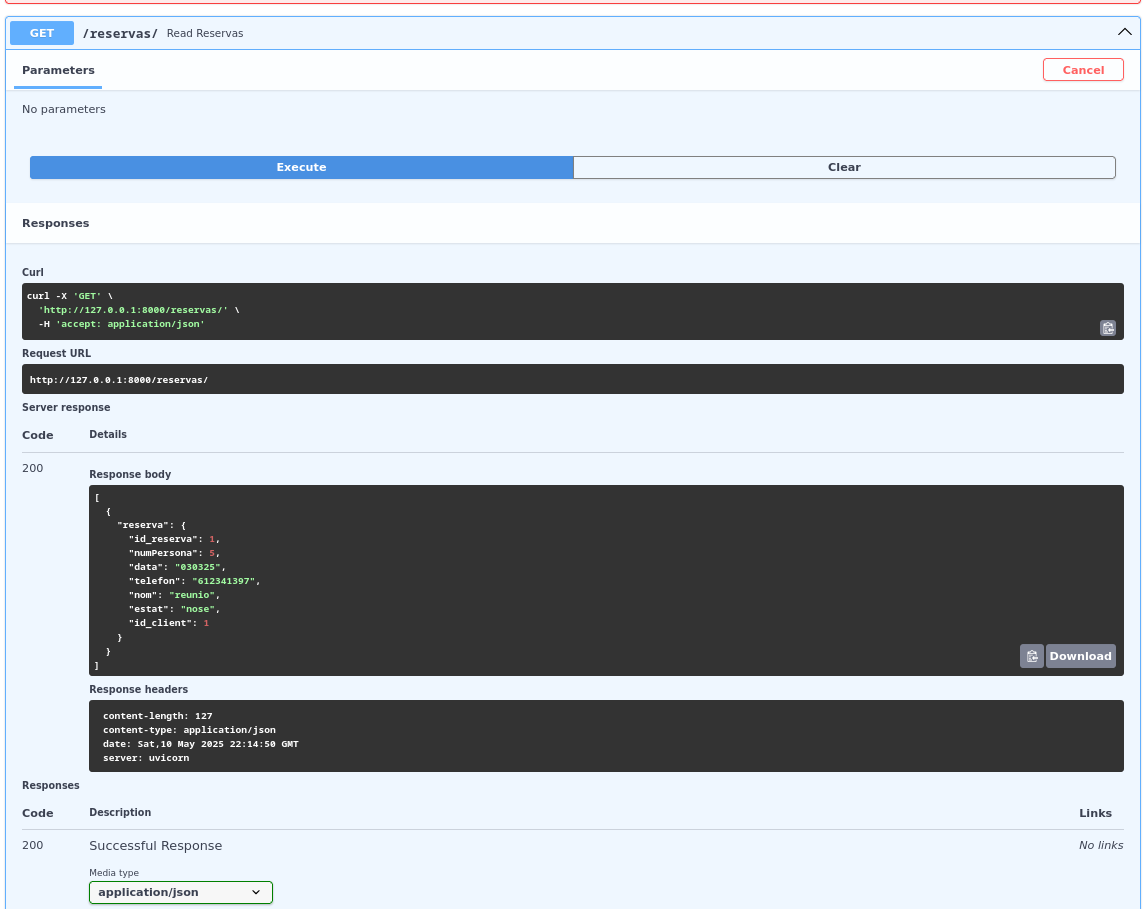 GET /reservas/ Read Reservas
Parameters
Cancel
No parameters
Execute
Clear
Responses
Curl
curl -X 'GET' \
  'http://127.0.0.1:8000/reservas/' \
  -H 'accept: application/json'
Request URL
http://127.0.0.1:8000/reservas/
Server response
Code Details
200
Response body
[
  {
    "reserva": {
      "id_reserva": 1,
      "numPersona": 5,
      "data": "030325",
      "telefon": "612341397",
      "nom": "reunio",
      "estat": "nose",
      "id_client": 1
    }
  }
]
Download
Response headers
content-length: 127
content-type: application/json
date: Sat,10 May 2025 22:14:50 GMT
server: uvicorn
Responses
Code Description Links
200 Successful Response No links
Media type
application/json